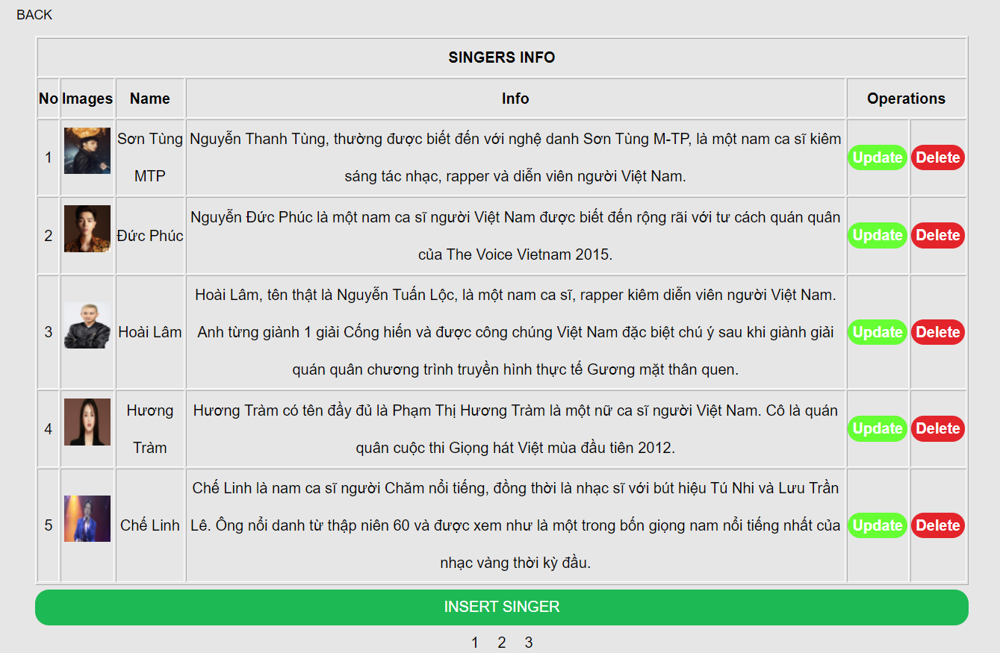 BACK
SINGERS INFO
No Images Name Info Operations
1 Sơn Tùng MTP Nguyễn Thanh Tùng, thường được biết đến với nghệ danh Sơn Tùng M-TP, là một nam ca sĩ kiêm
sáng tác nhạc, rapper và diễn viên người Việt Nam. Update Delete
2 Đức Phúc Nguyễn Đức Phúc là một nam ca sĩ người Việt Nam được biết đến rộng rãi với tư cách quán quân
của The Voice Vietnam 2015. Update Delete
3 Hoài Lâm Hoài Lâm, tên thật là Nguyễn Tuấn Lộc, là một nam ca sĩ, rapper kiêm diễn viên người Việt Nam.
Anh từng giành 1 giải Cống hiến và được công chúng Việt Nam đặc biệt chú ý sau khi giành giải
quán quân chương trình truyền hình thực tế Gương mặt thân quen. Update Delete
4 Hương Tràm Hương Tràm có tên đầy đủ là Phạm Thị Hương Tràm là một nữ ca sĩ người Việt Nam. Cô là quán
quân cuộc thi Giọng hát Việt mùa đầu tiên 2012. Update Delete
5 Chế Linh Chế Linh là nam ca sĩ người Chăm nổi tiếng, đồng thời là nhạc sĩ với bút hiệu Tú Nhi và Lưu Trần
Lê. Ông nổi danh từ thập niên 60 và được xem như là một trong bốn giọng nam nổi tiếng nhất của
nhạc vàng thời kỳ đầu. Update Delete
INSERT SINGER
1 2 3